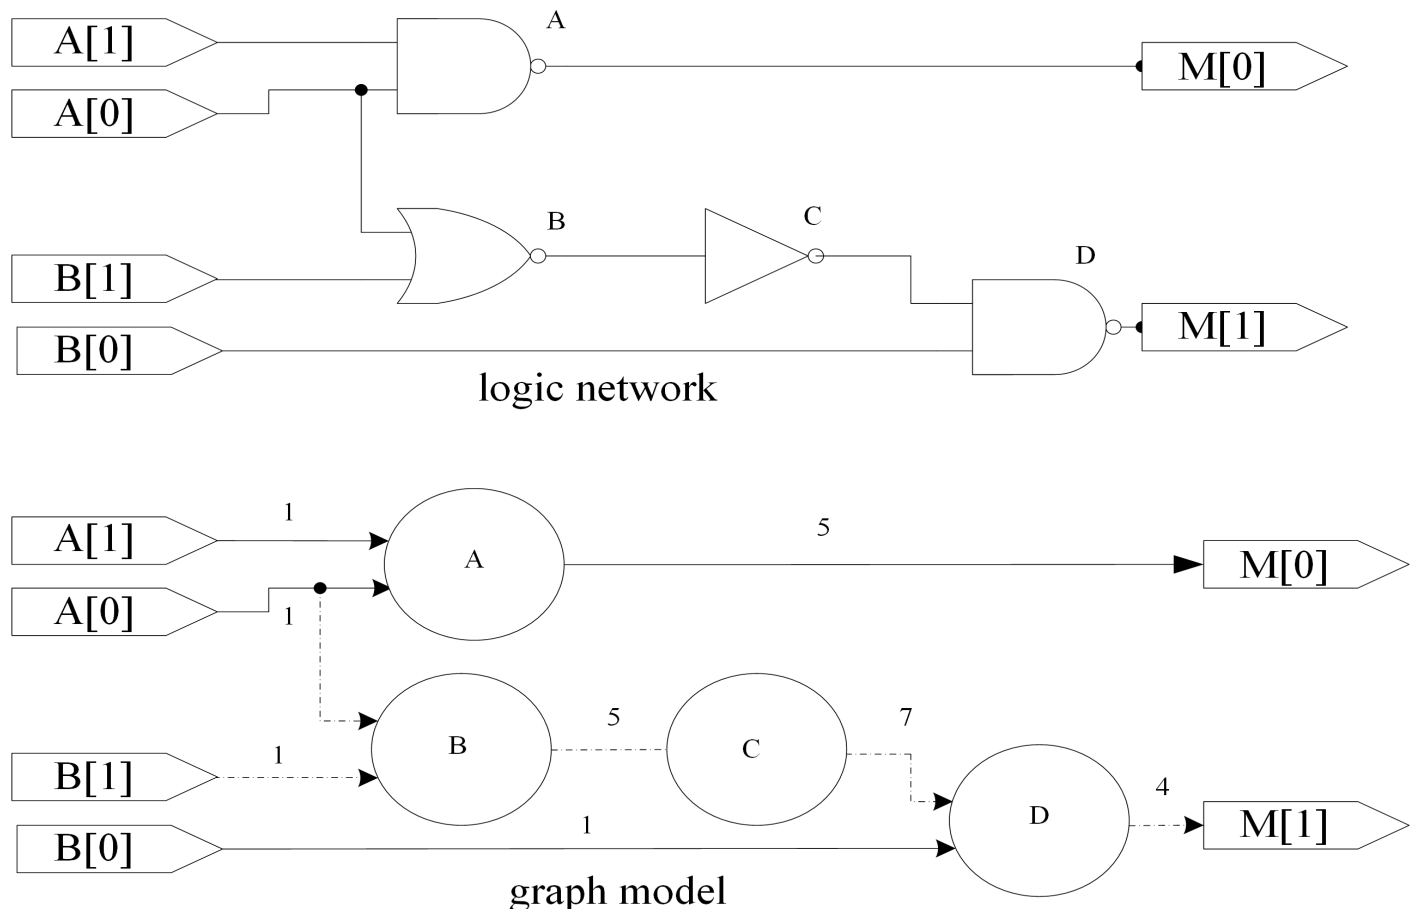 A
A[1]
M[0]
A[0]
B
C
D
B[1]
M[1]
B[0]
logic network
1
5
A[1]
A
M[0]
A[0]
1
5
7
B
C
1
4
B[1]
D
M[1]
1
B[0]
graph model